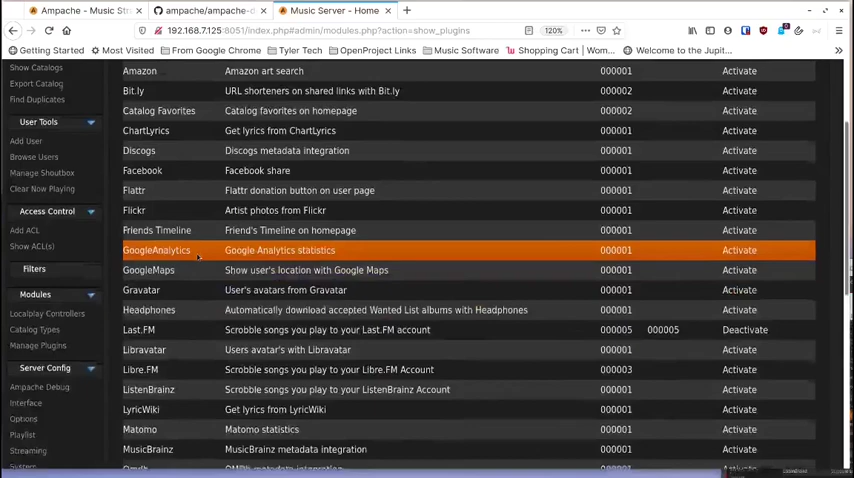 Ampache - Music Str
ampache/ampache-d
Music Server - Home
192.168.7.125:8051/index.php#admin/modules.php?action=show_plugins
120%
Getting Started
Most Visited
From Google Chrome
Tyler Tech
OpenProject Links
Music Software
Shopping Cart | Wom...
Welcome to the Jupit...
Show Catalogs
Export Catalog
Find Duplicates
User Tools
Add User
Browse Users
Manage Shoutbox
Clear Now Playing
Access Control
Add ACL
Show ACL(s)
Filters
Modules
Localplay Controllers
Catalog Types
Manage Plugins
Server Config
Ampache Debug
Interface
Options
Playlist
Streaming
System
Amazon Amazon art search 000001 Activate
Bit.ly URL shorteners on shared links with Bit.ly 000002 Activate
Catalog Favorites Catalog favorites on homepage 000002 Activate
ChartLyrics Get lyrics from ChartLyrics 000001 Activate
Discogs Discogs metadata integration 000001 Activate
Facebook Facebook share 000001 Activate
Flattr Flattr donation button on user page 000001 Activate
Flickr Artist photos from Flickr 000001 Activate
Friends Timeline Friend's Timeline on homepage 000001 Activate
GoogleAnalytics Google Analytics statistics 000001 Activate
GoogleMaps Show user's location with Google Maps 000001 Activate
Gravatar User's avatars from Gravatar 000001 Activate
Headphones Automatically download accepted Wanted List albums with Headphones 000001 Activate
Last.FM Scrobble songs you play to your Last.FM account 000005 000005 Deactivate
Libravatar Users avatar's with Libravatar 000001 Activate
Libre.FM Scrobble songs you play to your Libre.FM Account 000003 Activate
ListenBrainz Scrobble songs you play to your ListenBrainz Account 000001 Activate
LyricWiki Get lyrics from LyricWiki 000001 Activate
Matomo Matomo statistics 000001 Activate
MusicBrainz MusicBrainz metadata integration 000001 Activate